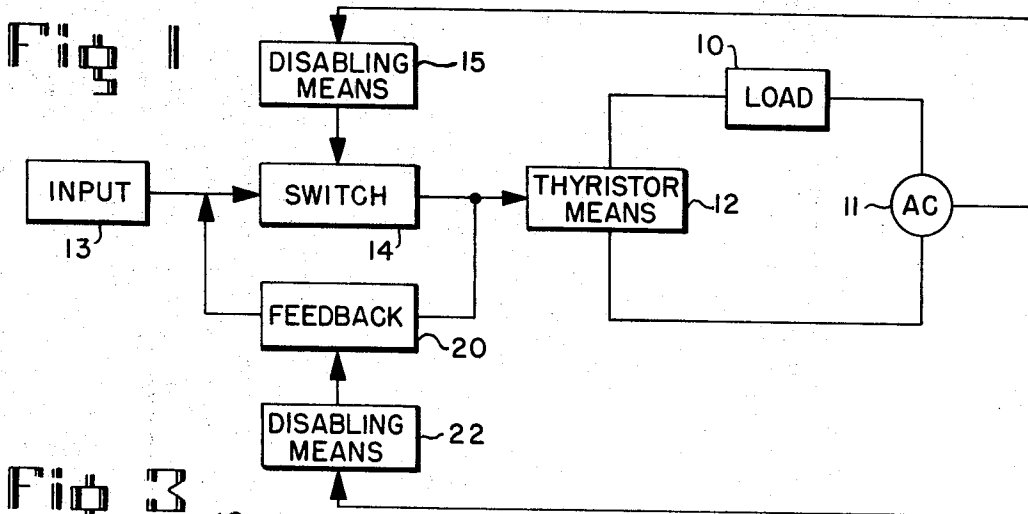 Fig 1
DISABLING
MEANS
15
10
LOAD
INPUT
13
SWITCH
14
THYRISTOR
MEANS
12
11
AC
FEEDBACK
20
DISABLING
MEANS
22
Fig 3